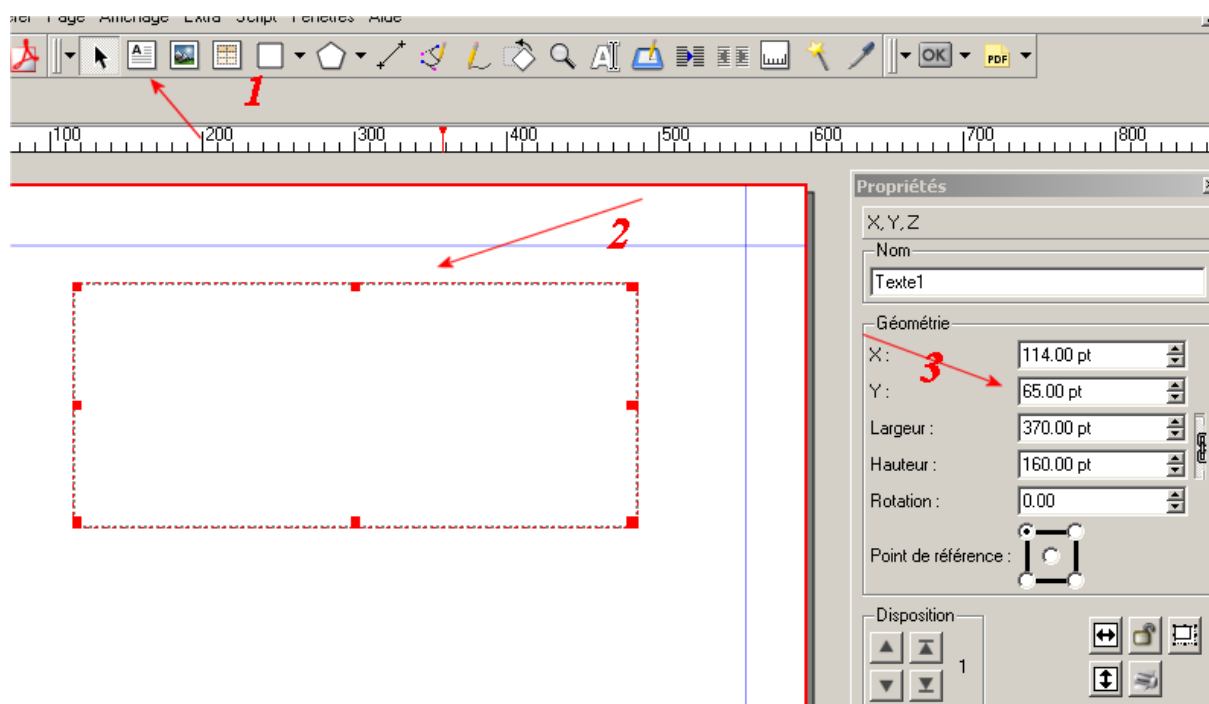 Page Affichage Extra Script Fenêtres Aide
OK PDF
1
100 200 300 400 500 600 700 800
Propriétés
X, Y, Z
2
Nom
Texte1
Géométrie
X : 114.00 pt
3
Y : 65.00 pt
Largeur : 370.00 pt
Hauteur : 160.00 pt
Rotation : 0.00
Point de référence :
Disposition
1